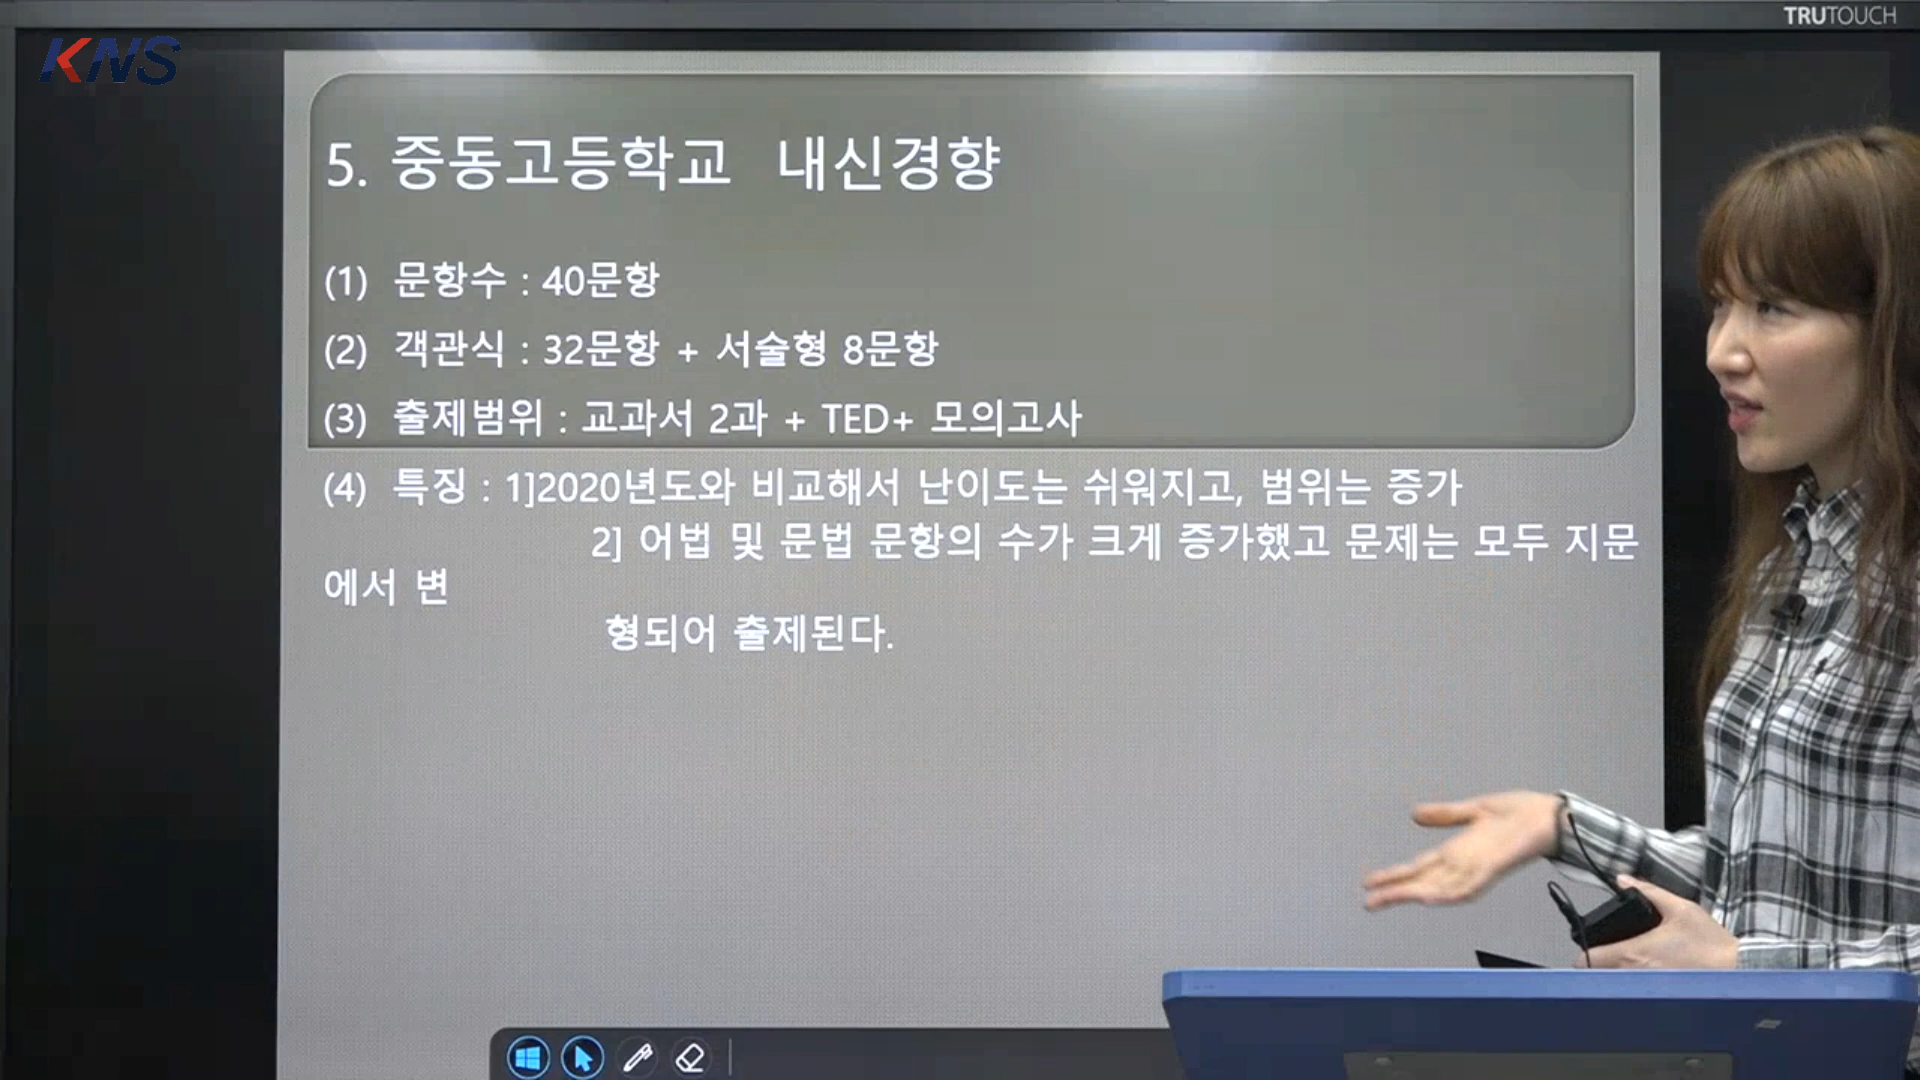 TRUTOUCH
KNS
5. 중동고등학교 내신경향
(1) 문항수 : 40문항
(2) 객관식 : 32문항 + 서술형 8문항
(3) 출제범위 : 교과서 2과 + TED+ 모의고사
(4) 특징 : 1]2020년도와 비교해서 난이도는 쉬워지고, 범위는 증가
2] 어법 및 문법 문항의 수가 크게 증가했고 문제는 모두 지문
에서 변
형되어 출제된다.